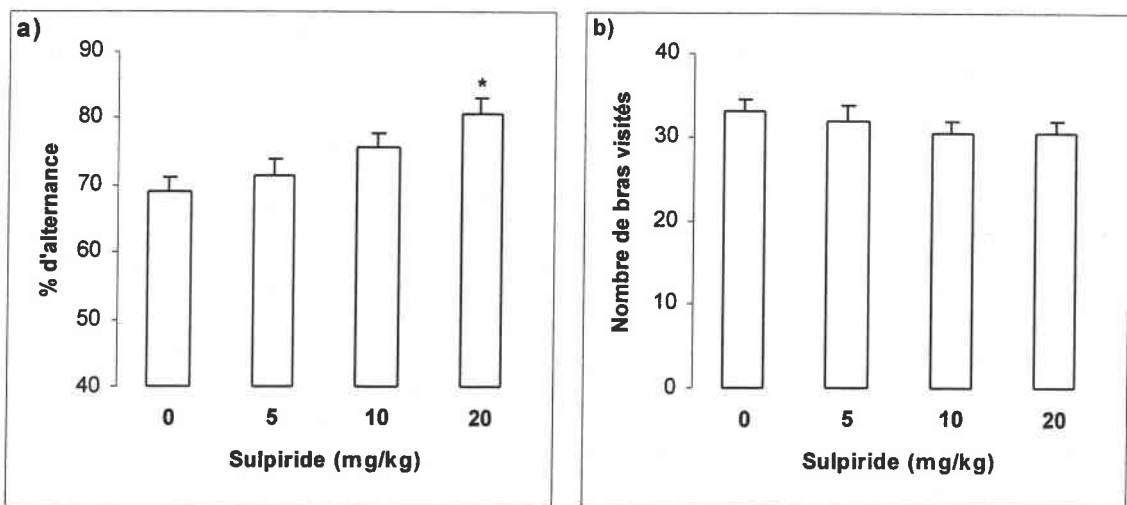 a)
90
80
70
60
50
40
% d'alternance
*
0 5 10 20
Sulpiride (mg/kg)
b)
40
30
20
10
0
Nombre de bras visités
0 5 10 20
Sulpiride (mg/kg)